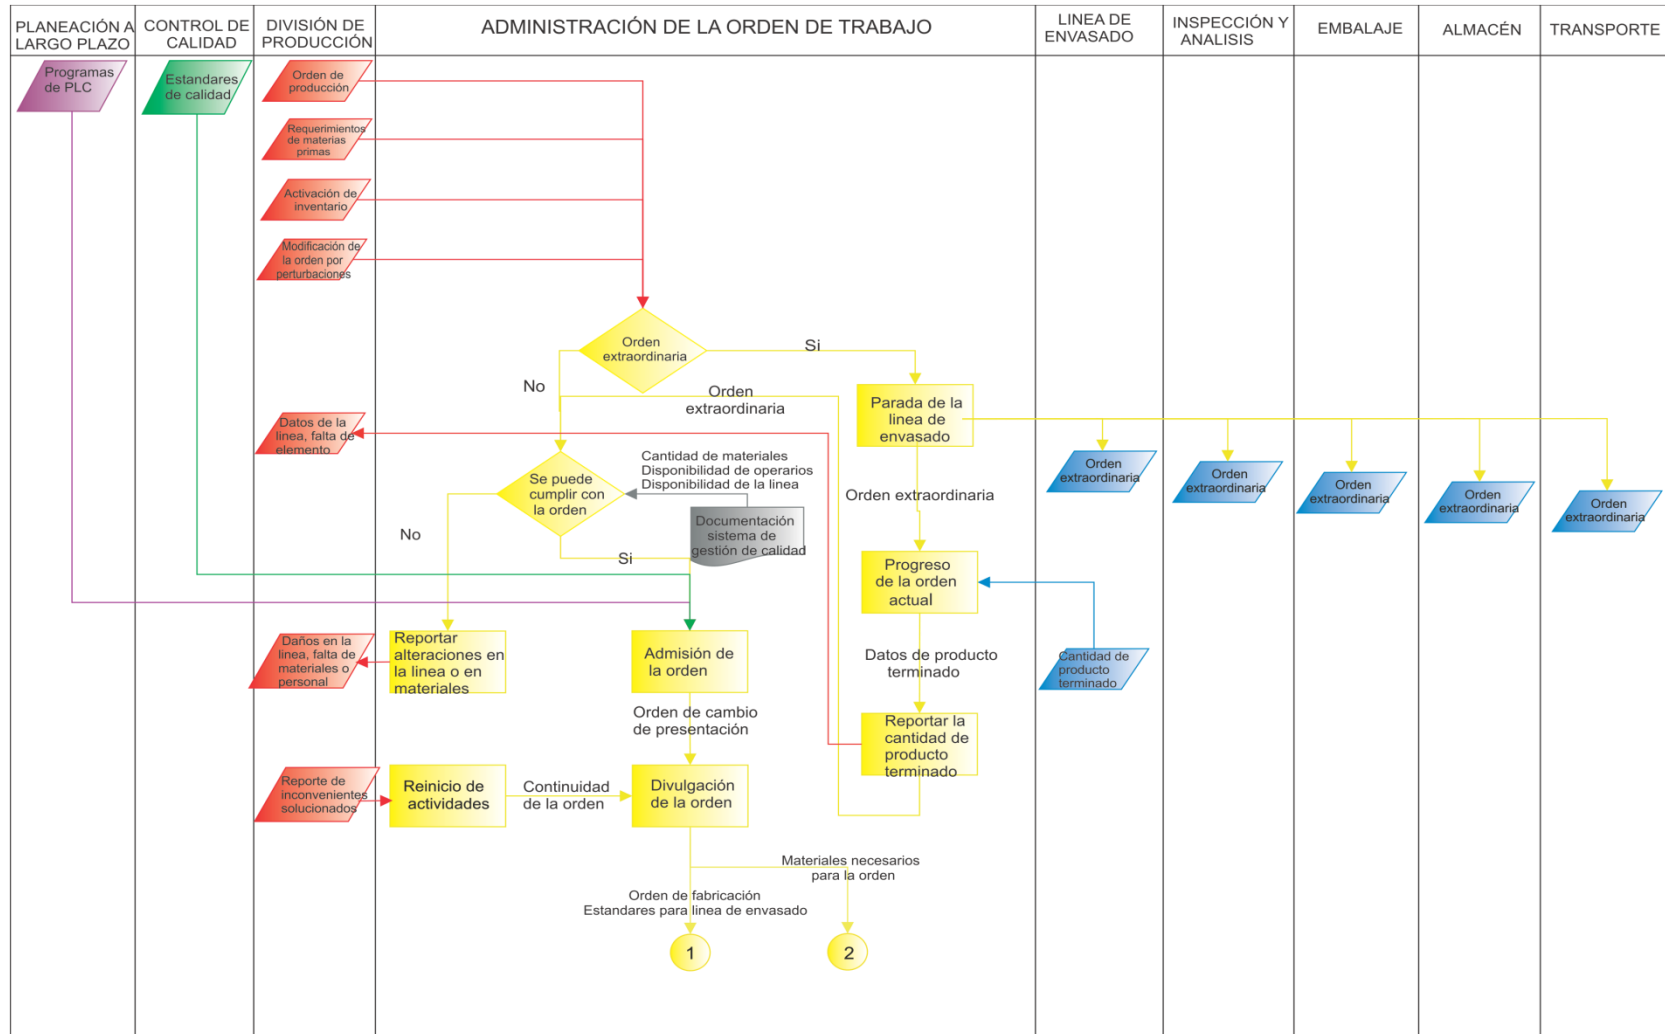 PLANEACIÓN A
LARGO PLAZO
CONTROL DE
CALIDAD
DIVISIÓN DE
PRODUCCIÓN
ADMINISTRACIÓN DE LA ORDEN DE TRABAJO
LINEA DE
ENVASADO
INSPECCIÓN Y
ANALISIS
EMBALAJE
ALMACÉN
TRANSPORTE
Programas
de PLC
Estandares
de calidad
Orden de
producción
Requerimientos
de materias
primas
Activación de
inventario
Modificación de
la orden por
perturbaciones
Orden
extraordinaria
Si
No
Orden
extraordinaria
Parada de la
linea de
envasado
Datos de la
linea, falta de
elemento
Cantidad de materiales
Disponibilidad de operarios
Disponibilidad de la linea
Se puede
cumplir con
la orden
Orden extraordinaria
Orden
extraordinaria
Orden
extraordinaria
Orden
extraordinaria
Orden
extraordinaria
Orden
extraordinaria
No
Si
Documentación
sistema de
gestión de calidad
Progreso
de la orden
actual
Daños en la
linea, falta de
materiales o
personal
Reportar
alteraciones en
la linea o en
materiales
Admisión de
la orden
Datos de producto
terminado
Cantidad de
producto
terminado
Orden de cambio
de presentación
Reportar la
cantidad de
producto
terminado
Reporte de
inconvenientes
solucionados
Reinicio de
actividades
Continuidad
de la orden
Divulgación
de la orden
Materiales necesarios
para la orden
Orden de fabricación
Estandares para linea de envasado
1
2